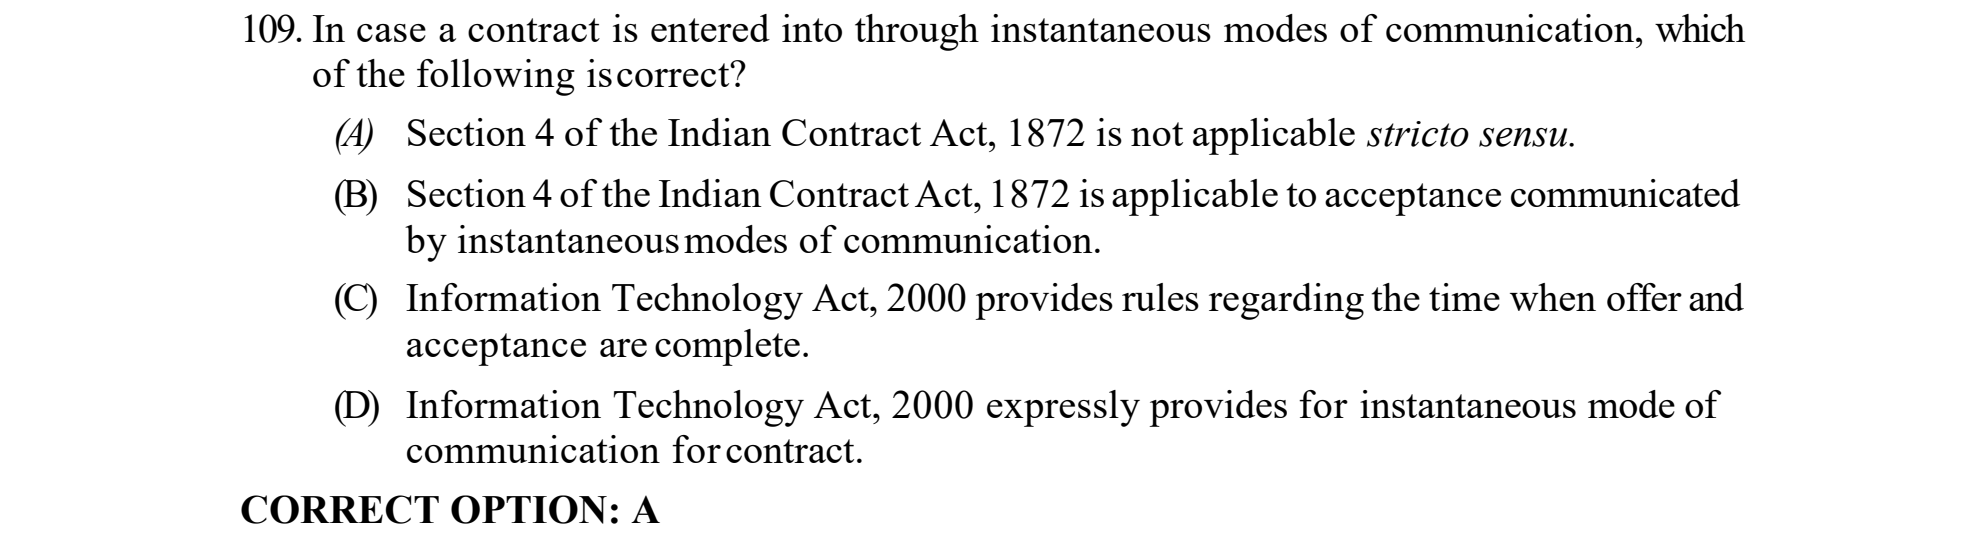 109. In case a contract is entered into through instantaneous modes of communication, which
of the following is correct?
(A) Section 4 of the Indian Contract Act, 1872 is not applicable stricto sensu.
(B) Section 4 of the Indian Contract Act, 1872 is applicable to acceptance communicated
by instantaneous modes of communication.
(C) Information Technology Act, 2000 provides rules regarding the time when offer and
acceptance are complete.
(D) Information Technology Act, 2000 expressly provides for instantaneous mode of
communication for contract.
CORRECT OPTION: A